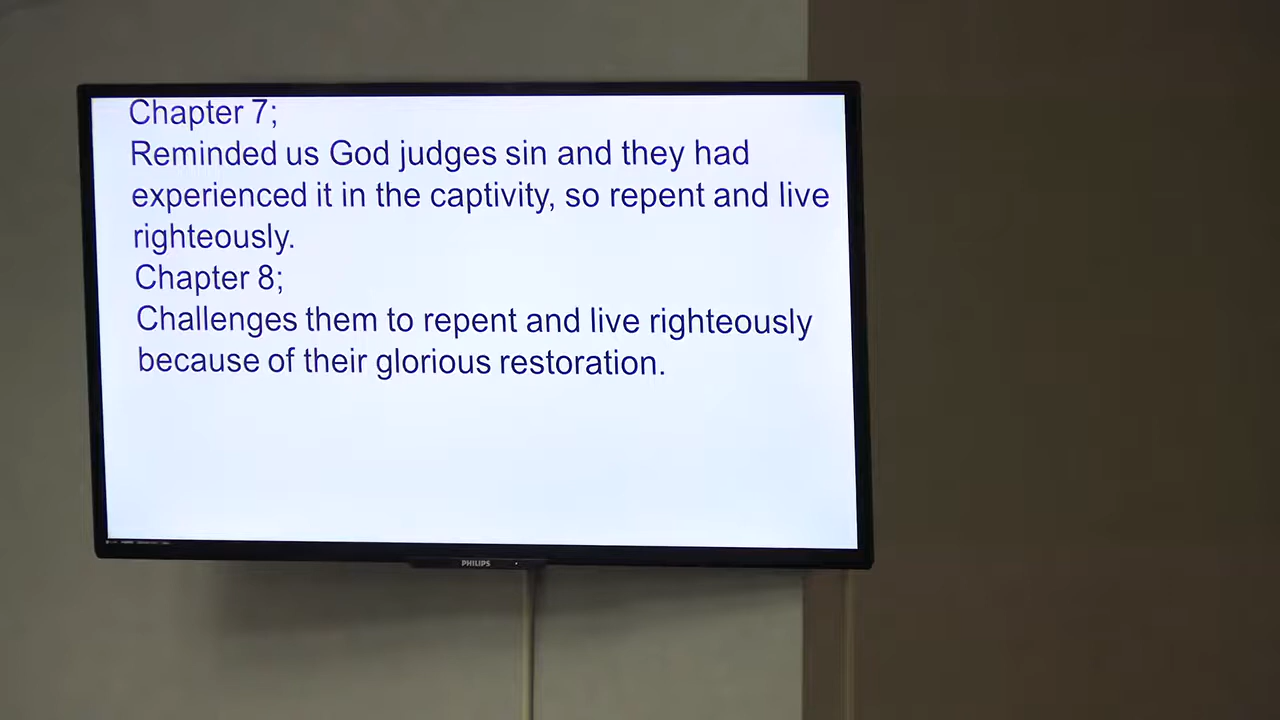 Chapter 7;
Reminded us God judges sin and they had
experienced it in the captivity, so repent and live
righteously.
Chapter 8;
Challenges them to repent and live righteously
because of their glorious restoration.
PHILIPS